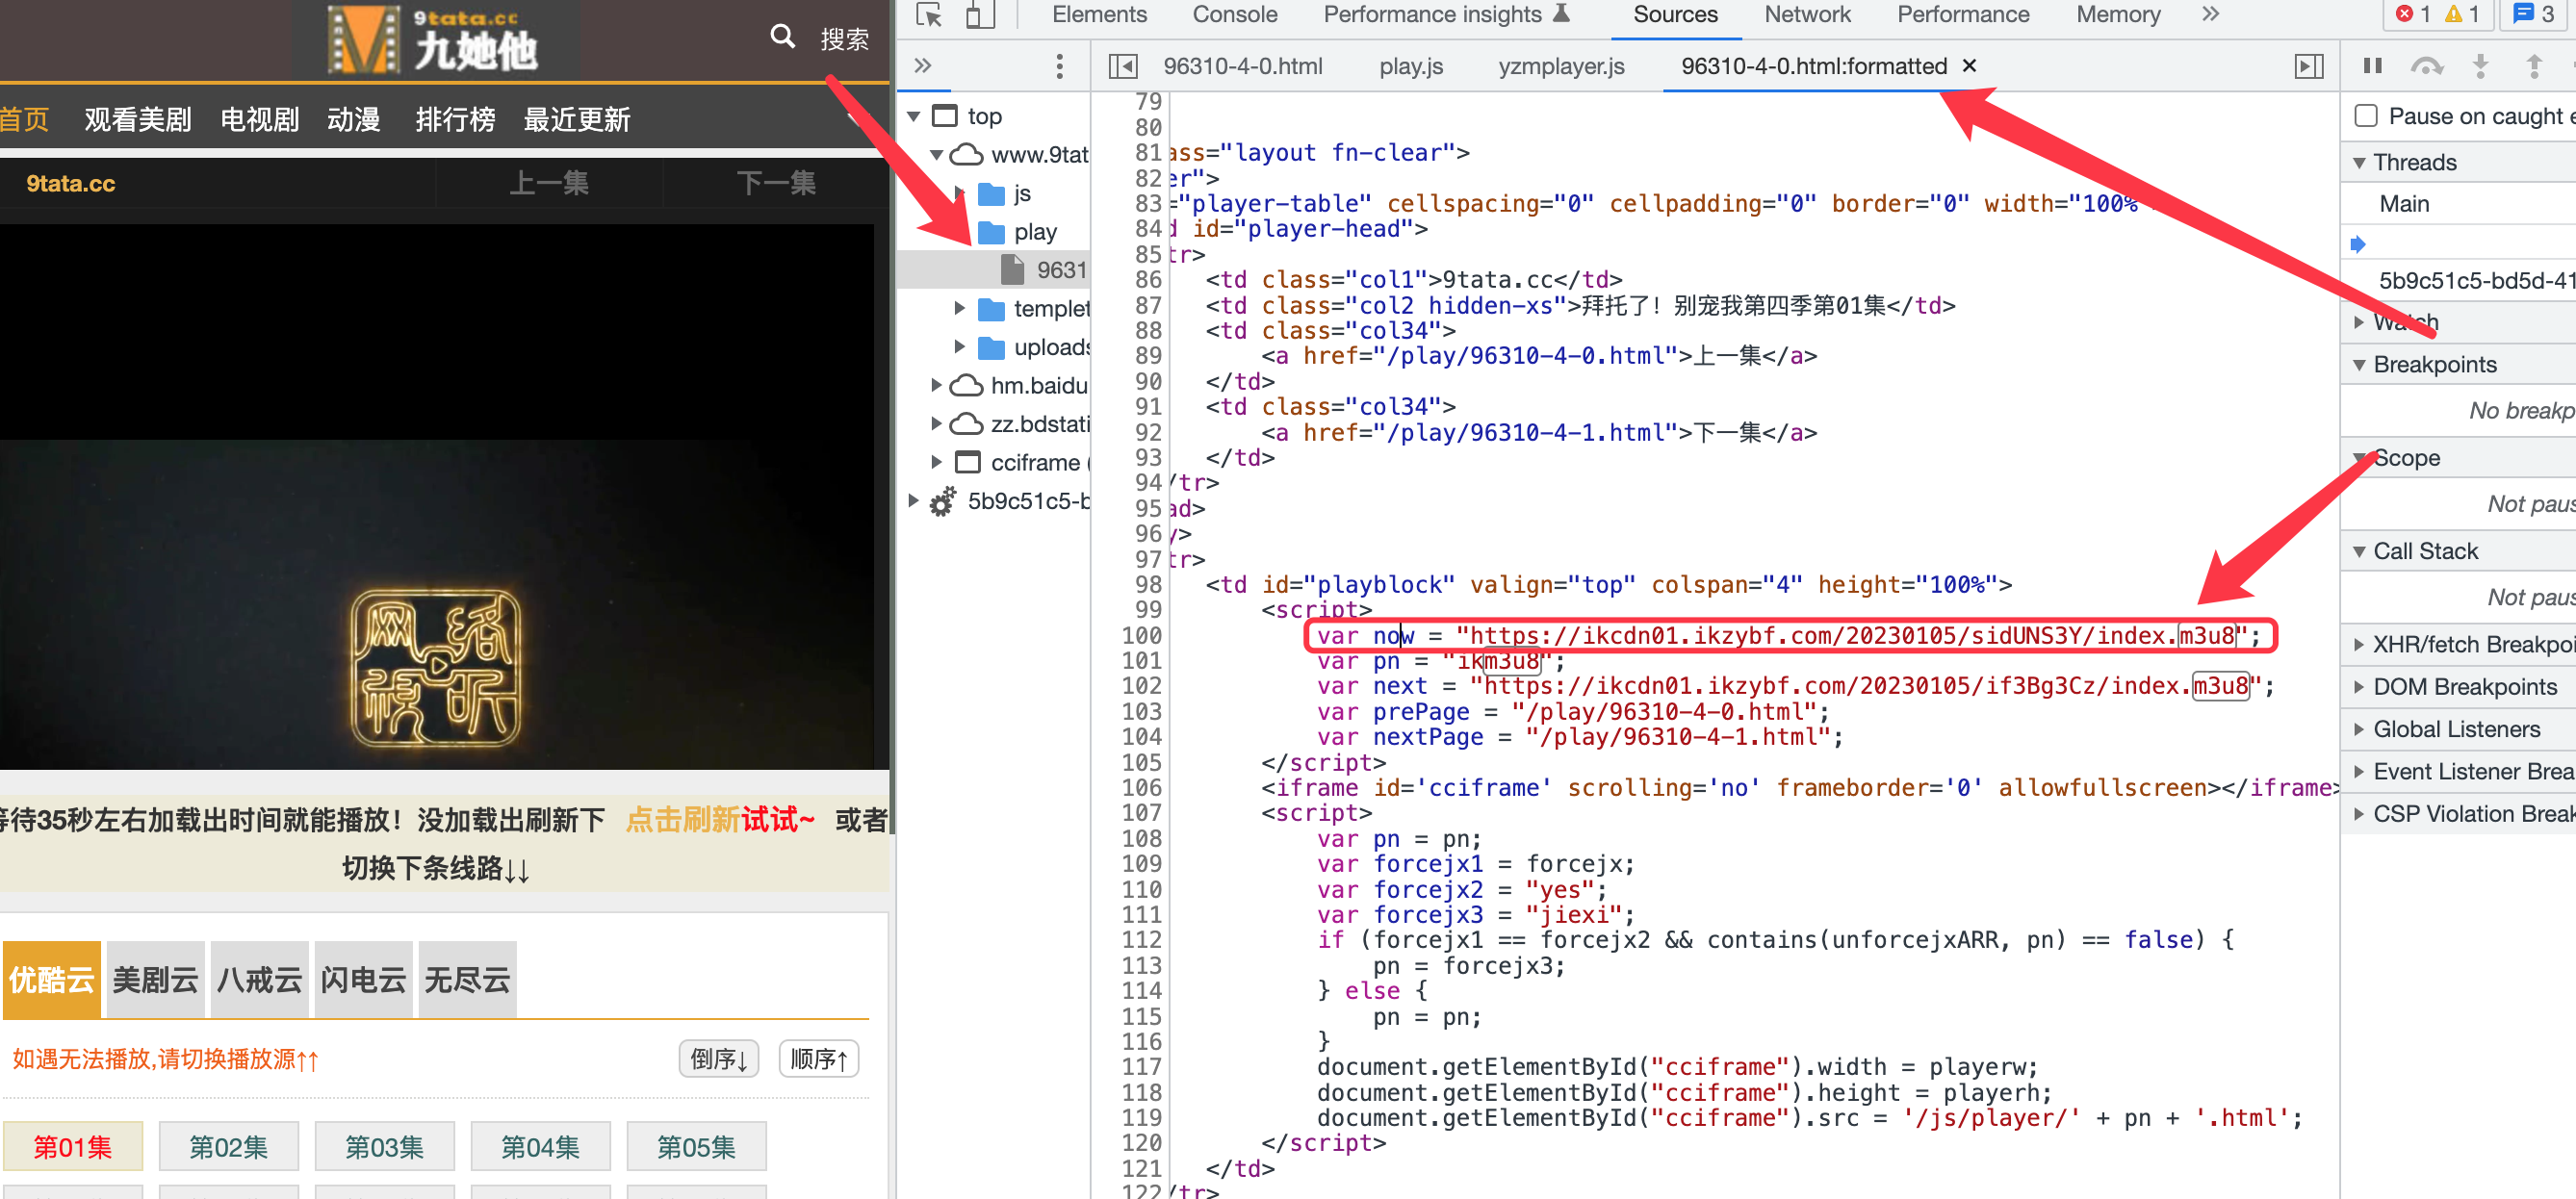 9tata.cc
九她他
搜索
首页 观看美剧 电视剧 动漫 排行榜 最近更新
9tata.cc 上一集 下一集
网络视听
等待35秒左右加载出时间就能播放！没加载出刷新下 点击刷新试试~ 或者
切换下条线路↓↓
优酷云 美剧云 八戒云 闪电云 无尽云
如遇无法播放,请切换播放源↑↑ 倒序↓ 顺序↑
第01集 第02集 第03集 第04集 第05集
Elements Console Performance insights Sources Network Performance Memory 1 1 3
96310-4-0.html play.js yzmplayer.js 96310-4-0.html:formatted
top
www.9tat
js
play
9631
templet
uploads
hm.baidu
zz.bdstati
cciframe (
5b9c51c5-b
79
80
81 ass="layout fn-clear">
82 er">
83 ="player-table" cellspacing="0" cellpadding="0" border="0" width="100%
84 d id="player-head">
85 tr>
86 <td class="col1">9tata.cc</td>
87 <td class="col2 hidden-xs">拜托了！别宠我第四季第01集</td>
88 <td class="col34">
89 <a href="/play/96310-4-0.html">上一集</a>
90 </td>
91 <td class="col34">
92 <a href="/play/96310-4-1.html">下一集</a>
93 </td>
94 /tr>
95 ad>
96 y>
97 tr>
98 <td id="playblock" valign="top" colspan="4" height="100%">
99 <script>
100 var now = "https://ikcdn01.ikzybf.com/20230105/sidUNS3Y/index.m3u8";
101 var pn = "ikm3u8";
102 var next = "https://ikcdn01.ikzybf.com/20230105/if3Bg3Cz/index.m3u8";
103 var prePage = "/play/96310-4-0.html";
104 var nextPage = "/play/96310-4-1.html";
105 </script>
106 <iframe id='cciframe' scrolling='no' frameborder='0' allowfullscreen></iframe>
107 <script>
108 var pn = pn;
109 var forcejx1 = forcejx;
110 var forcejx2 = "yes";
111 var forcejx3 = "jiexi";
112 if (forcejx1 == forcejx2 && contains(unforcejxARR, pn) == false) {
113 pn = forcejx3;
114 } else {
115 pn = pn;
116 }
117 document.getElementById("cciframe").width = playerw;
118 document.getElementById("cciframe").height = playerh;
119 document.getElementById("cciframe").src = '/js/player/' + pn + '.html';
120 </script>
121 </td>
122 /tr>
Pause on caught e
Threads
Main
5b9c51c5-bd5d-41
Watch
Breakpoints
No breakp
Scope
Not paus
Call Stack
Not paus
XHR/fetch Breakpoi
DOM Breakpoints
Global Listeners
Event Listener Brea
CSP Violation Break